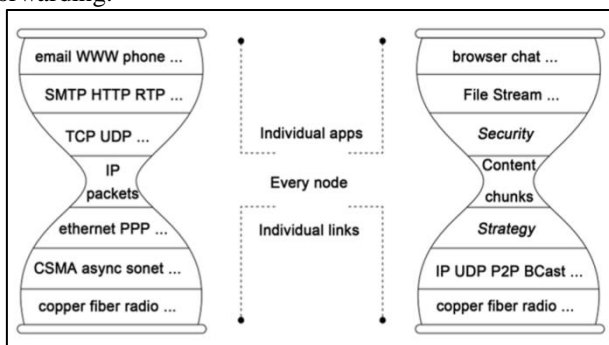 orwarding.
email WWW phone ...
SMTP HTTP RTP ...
TCP UDP ...
IP
packets
ethernet PPP ...
CSMA async sonet ...
copper fiber radio ...
Individual apps
Every node
Individual links
browser chat ...
File Stream ...
Security
Content
chunks
Strategy
IP UDP P2P BCast ...
copper fiber radio ...